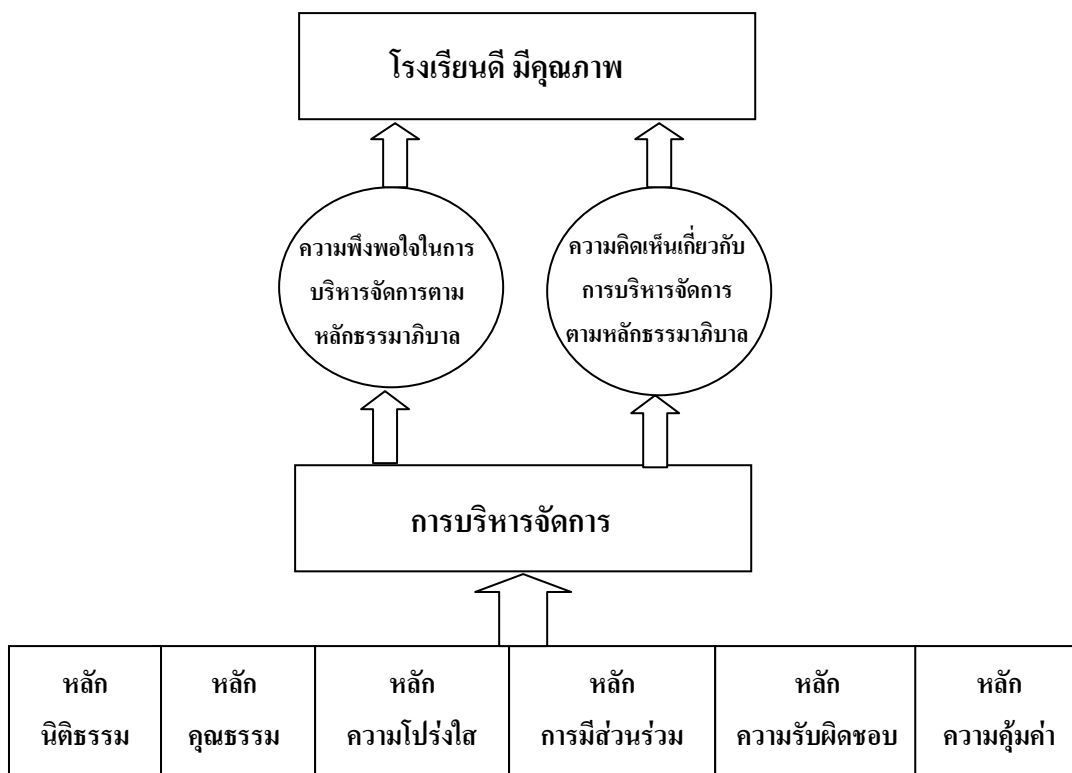 โรงเรียนดี มีคุณภาพ
ความพึงพอใจในการ
บริหารจัดการตาม
หลักธรรมาภิบาล
ความคิดเห็นเกี่ยวกับ
การบริหารจัดการ
ตามหลักธรรมาภิบาล
การบริหารจัดการ
หลัก
นิติธรรม
หลัก
คุณธรรม
หลัก
ความโปร่งใส
หลัก
การมีส่วนร่วม
หลัก
ความรับผิดชอบ
หลัก
ความคุ้มค่า